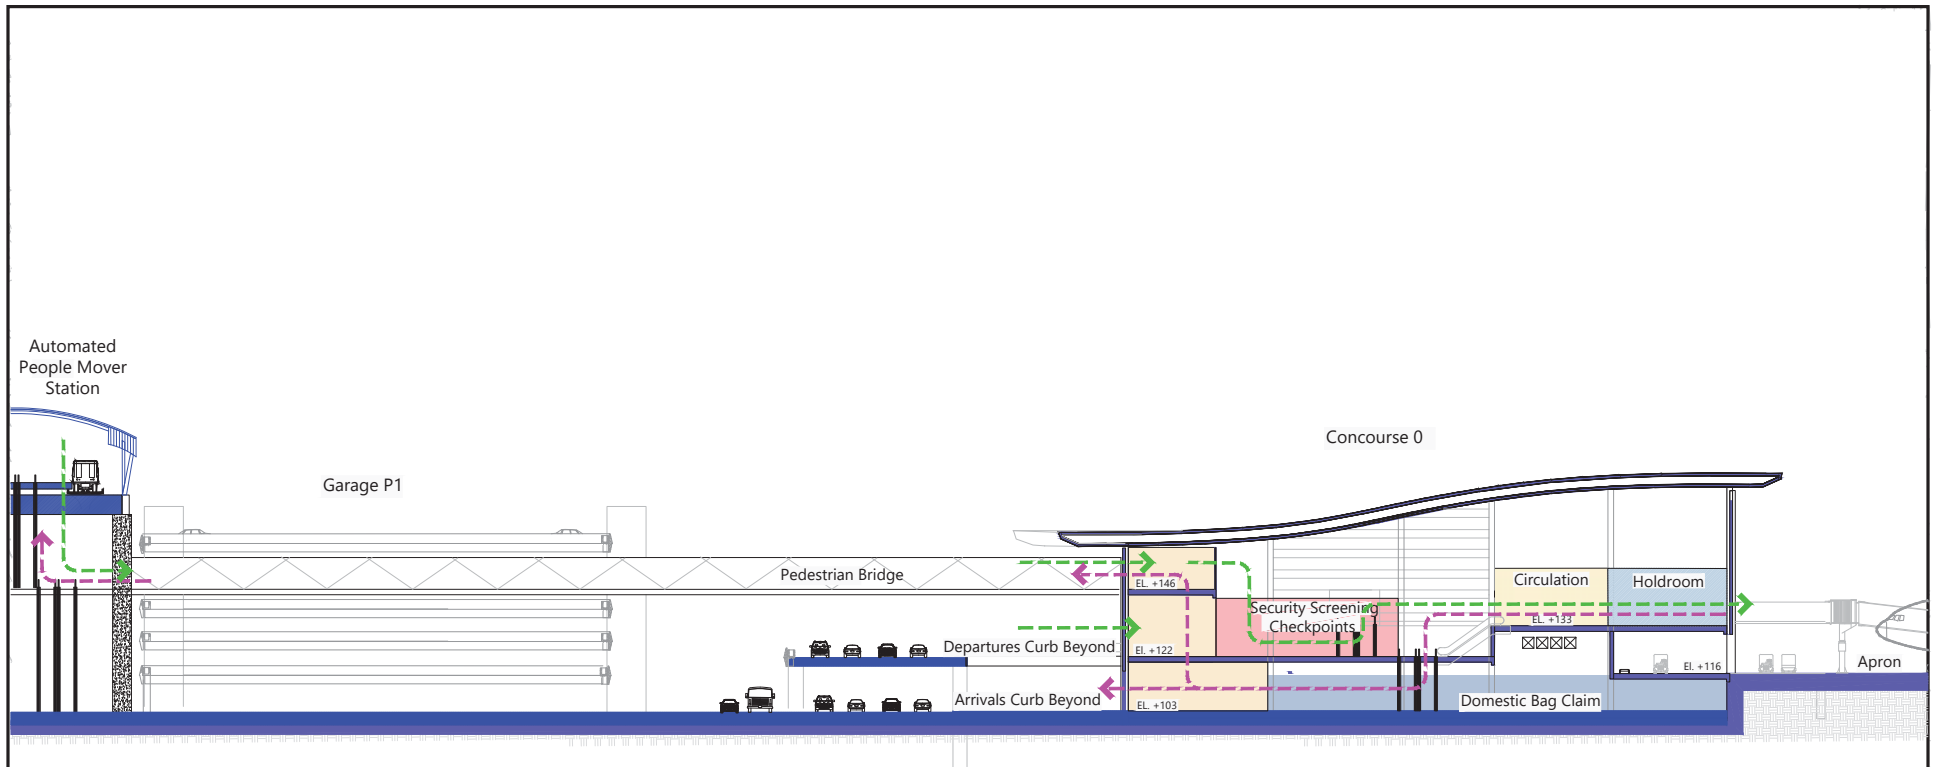 Automated
People Mover
Station
Garage P1
Concourse 0
Pedestrian Bridge
EL. +146
Circulation
Holdroom
Security Screening
Checkpoints
EL. +133
Departures Curb Beyond
El. +122
El. +116
Apron
Arrivals Curb Beyond
EL. +103
Domestic Bag Claim